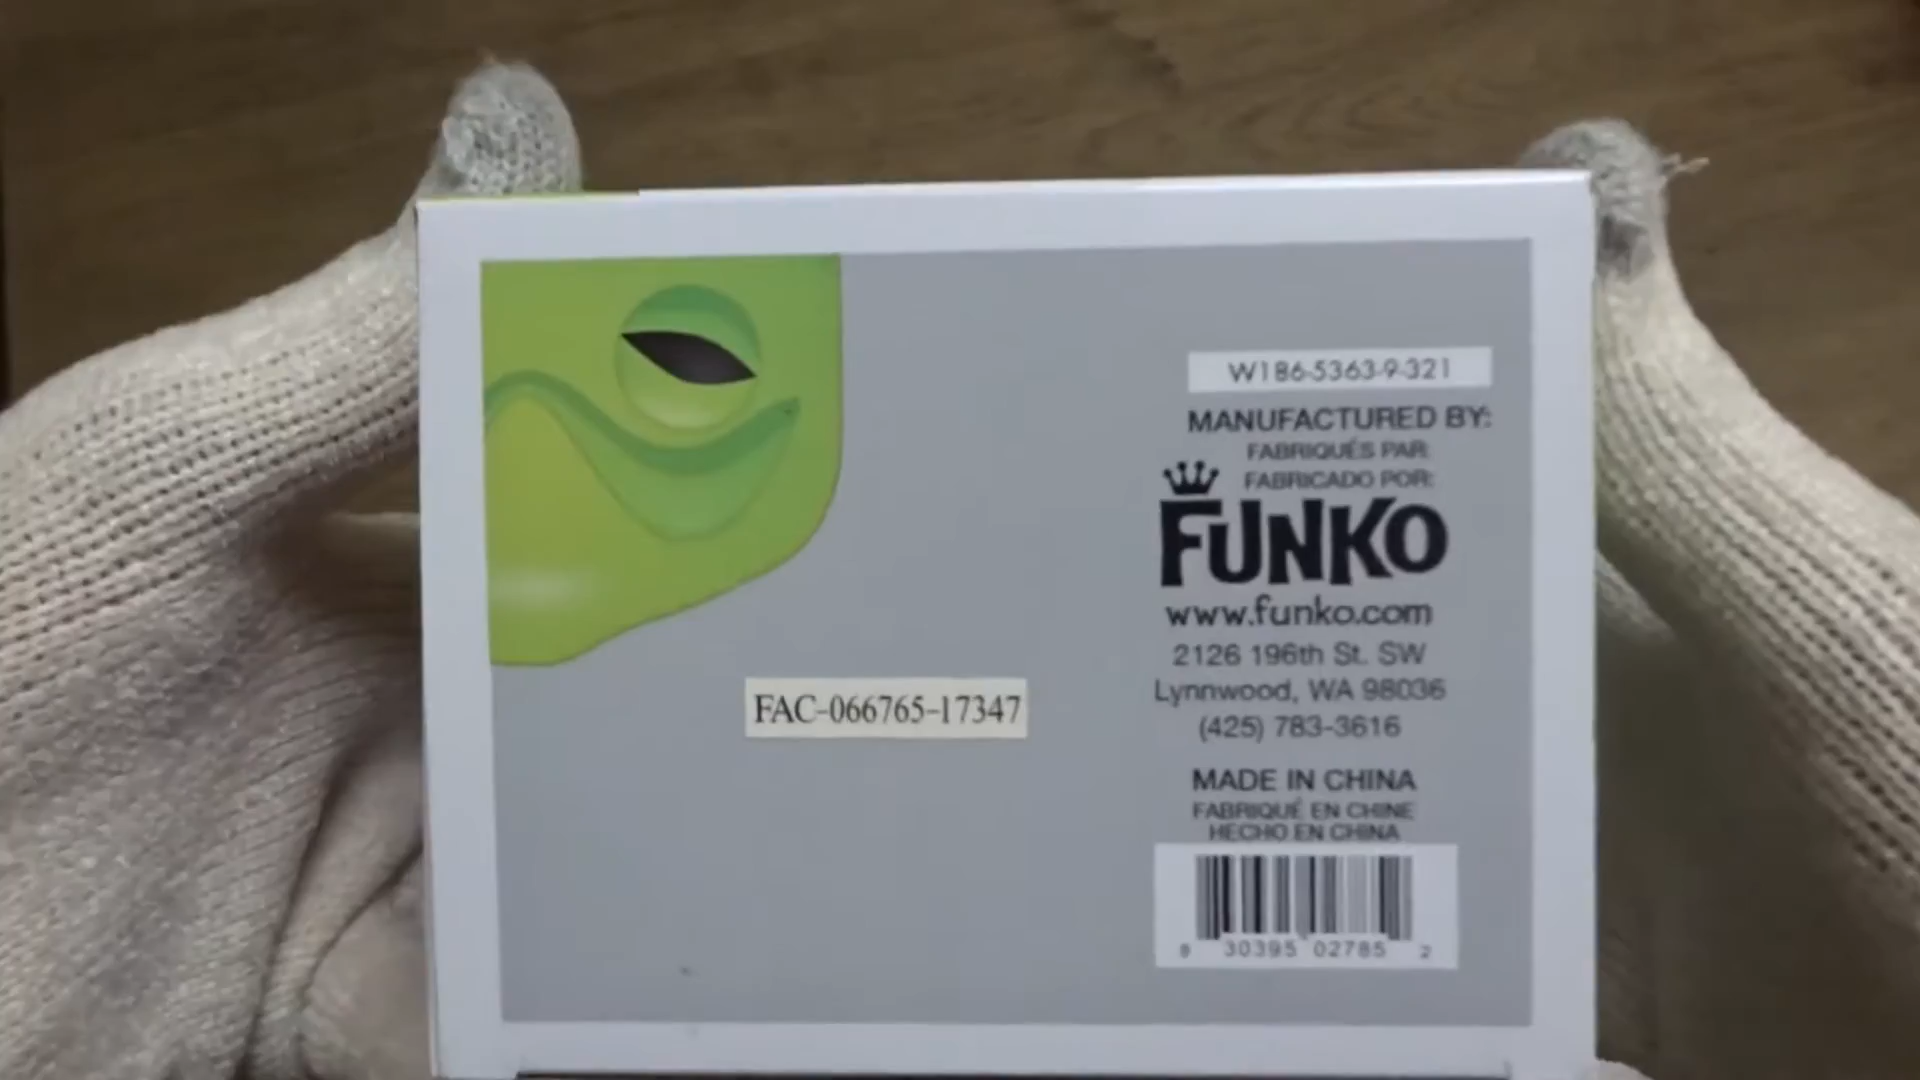 W186-5363-9-321
MANUFACTURED BY:
FABRIQUÉS PAR:
FABRICADO POR:
FUNKO
www.funko.com
2126 196th St. SW
Lynnwood, WA 98036
(425) 783-3616
FAC-066765-17347
MADE IN CHINA
FABRIQUÉ EN CHINE
HECHO EN CHINA
8 30395 02785 2